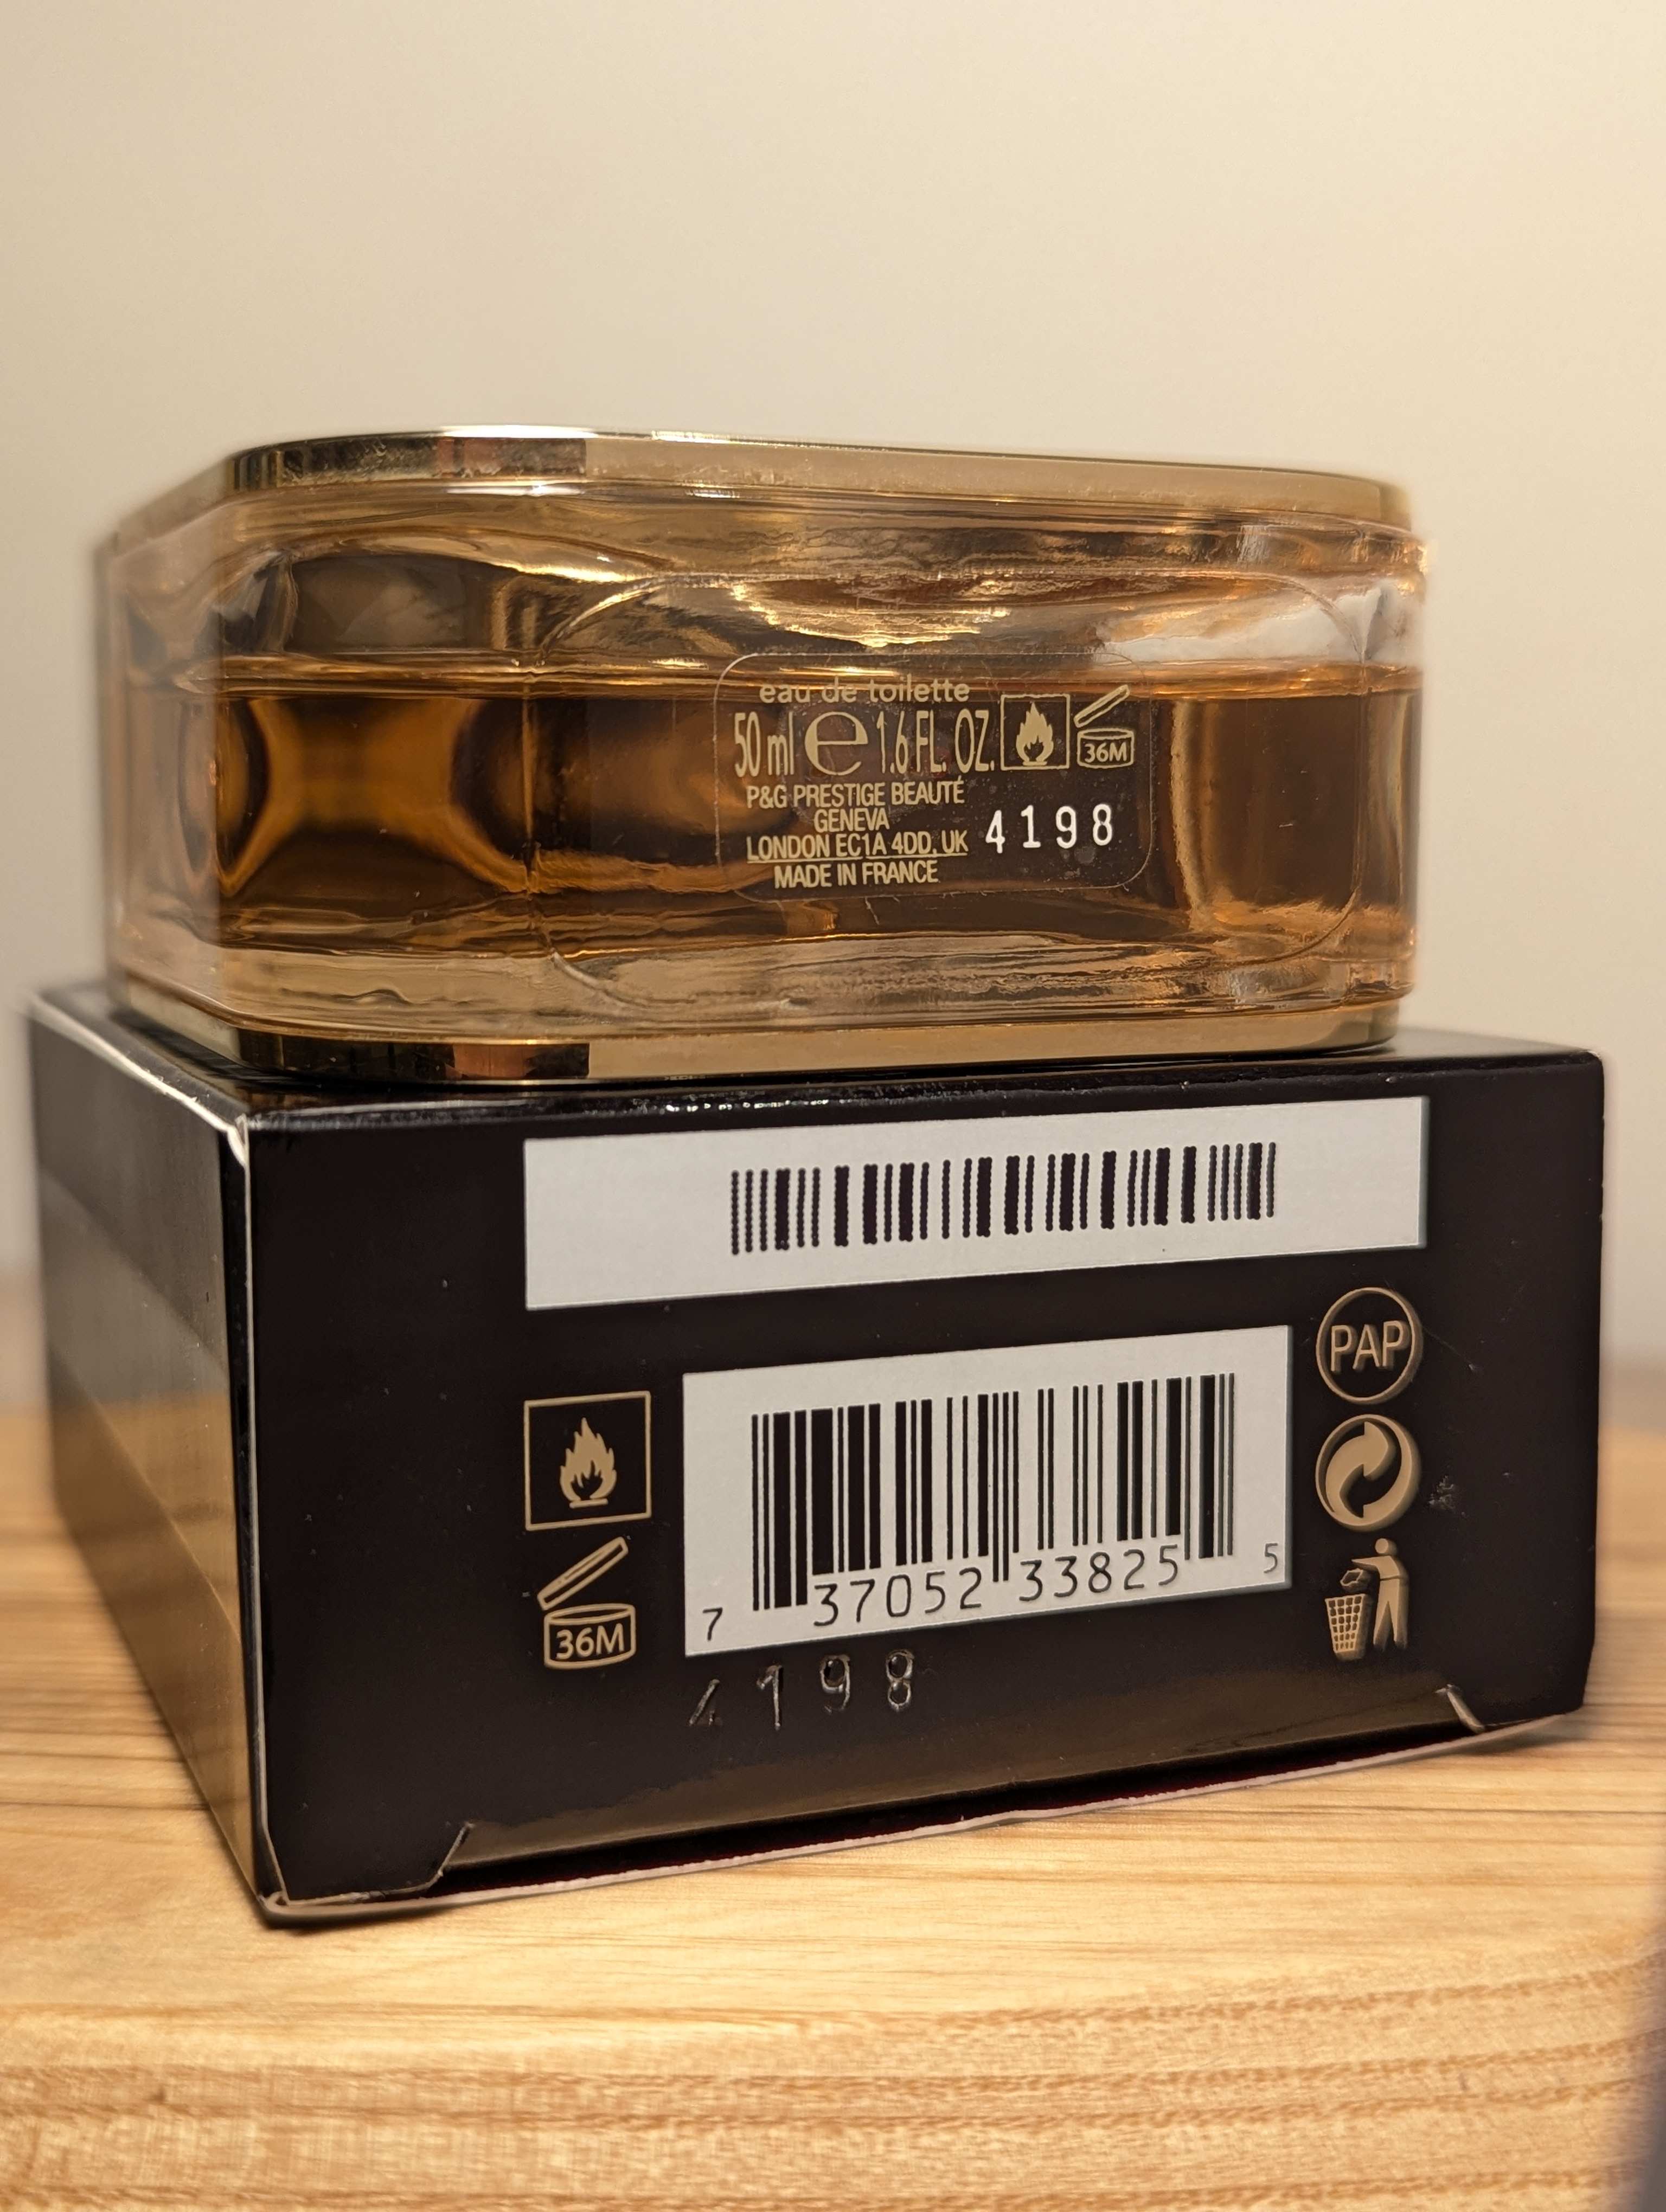 eau de toilette
50 ml e 1.6 FL. OZ.
36M
P&G PRESTIGE BEAUTÉ
GENEVA
LONDON EC1A 4DD, UK
MADE IN FRANCE
4198
PAP
36M
7 37052 33825 5
4198